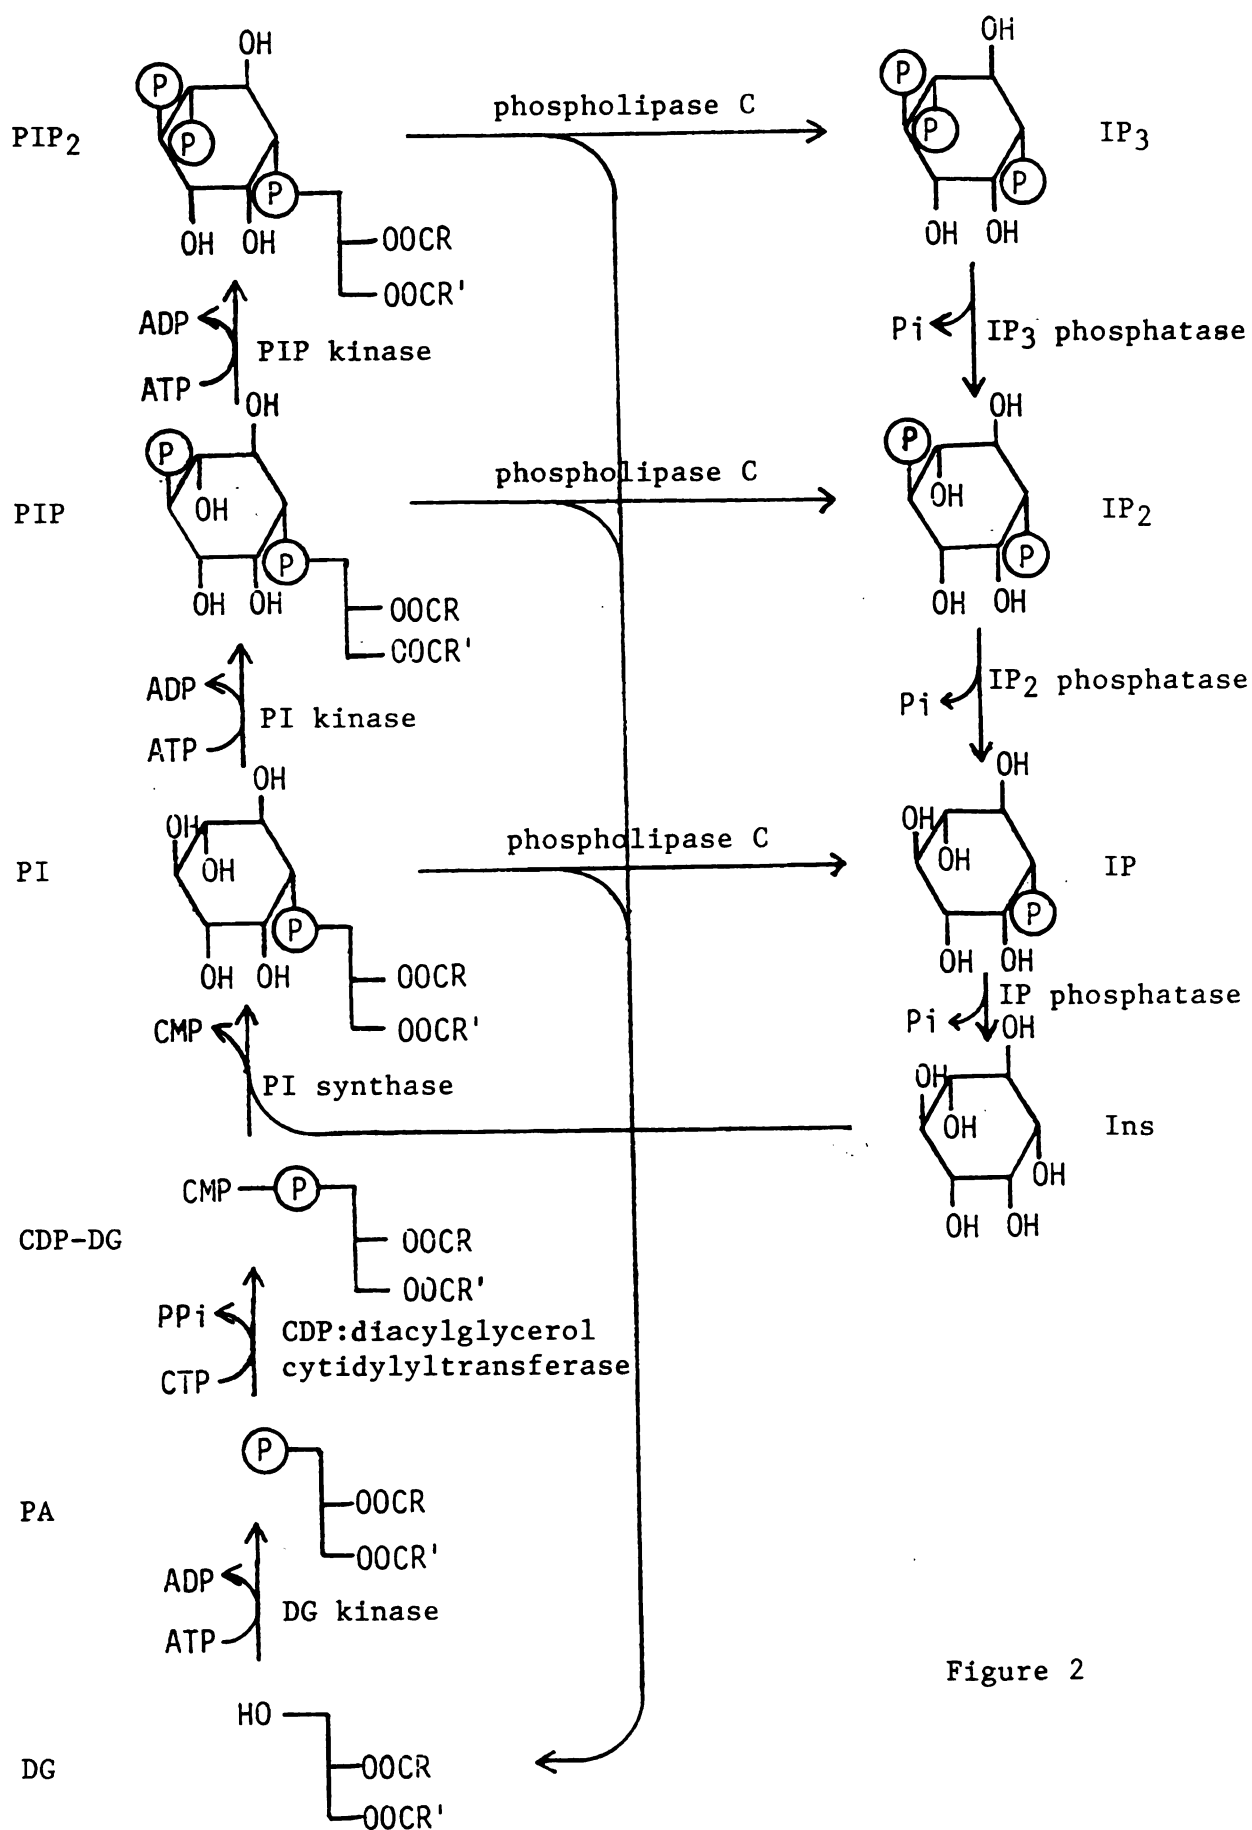 OH
OH
P
P
phospholipase C
PIP2
P
P
IP3
P
P
OH OH
OH OH
OOCR
OOCR'
ADP
Pi
IP3 phosphatase
PIP kinase
ATP
OH
OH
P
P
phospholipase C
OH
OH
PIP
IP2
P
P
OH OH
OH OH
OOCR
COCR'
ADP
IP2 phosphatase
Pi
PI kinase
ATP
OH
OH
OH
OH
phospholipase C
OH
OH
PI
IP
P
P
OH OH
OH OH
OOCR
IP phosphatase
CMP
OOCR'
Pi
OH
PI synthase
OH
OH
Ins
OH
CMP
P
OH OH
CDP-DG
OOCR
OOCR'
PPi
CDP:diacylglycerol
cytidylyltransferase
CTP
P
PA
OOCR
OOCR'
ADP
DG kinase
ATP
Figure 2
HO
DG
OOCR
OOCR'